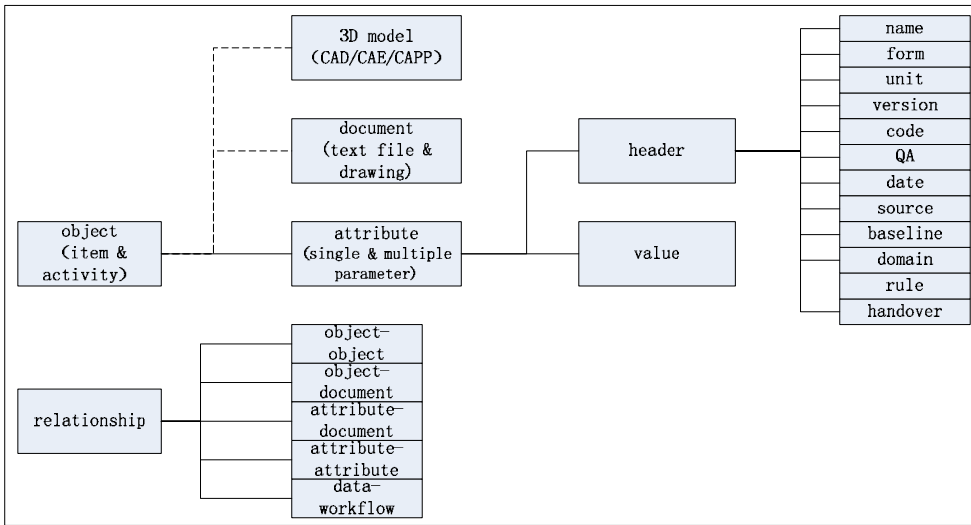 3D model
(CAD/CAE/CAPP)
document
(text file &
drawing)
object
(item &
activity)
attribute
(single & multiple
parameter)
header
value
name
form
unit
version
code
QA
date
source
baseline
domain
rule
handover
relationship
object-
object
object-
document
attribute-
document
attribute-
attribute
data-
workflow